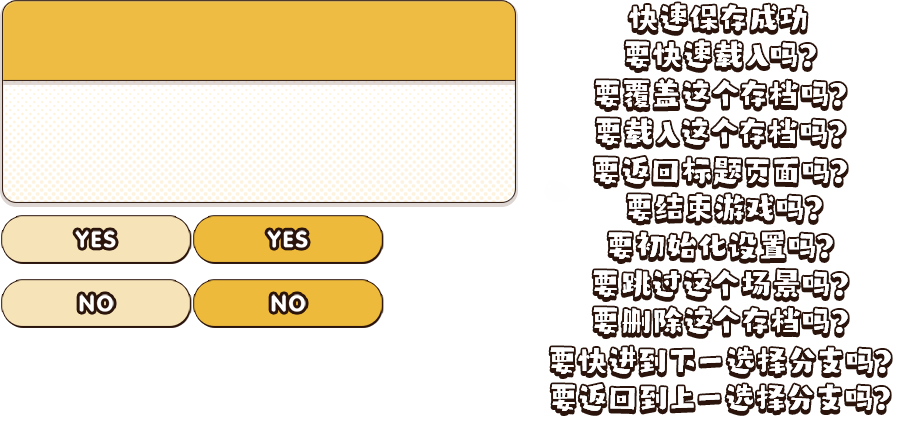 快速保存成功
要快速载入吗?
要覆盖这个存档吗?
要载入这个存档吗?
要返回标题页面吗?
要结束游戏吗?
要初始化设置吗?
要跳过这个场景吗?
要删除这个存档吗?
要快进到下一选择分支吗?
要返回到上一选择分支吗?
YES YES
NO NO